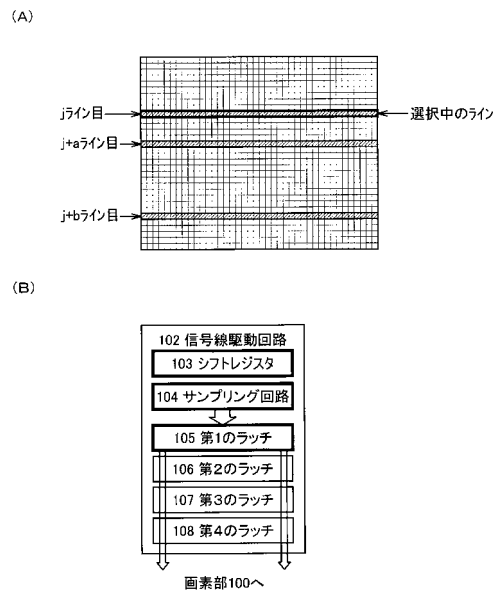 (A)
jライン目
選択中のライン
j+aライン目
j+bライン目
(B)
102 信号線駆動回路
103 シフトレジスタ
104 サンプリング回路
105 第1のラッチ
106 第2のラッチ
107 第3のラッチ
108 第4のラッチ
画素部100へ